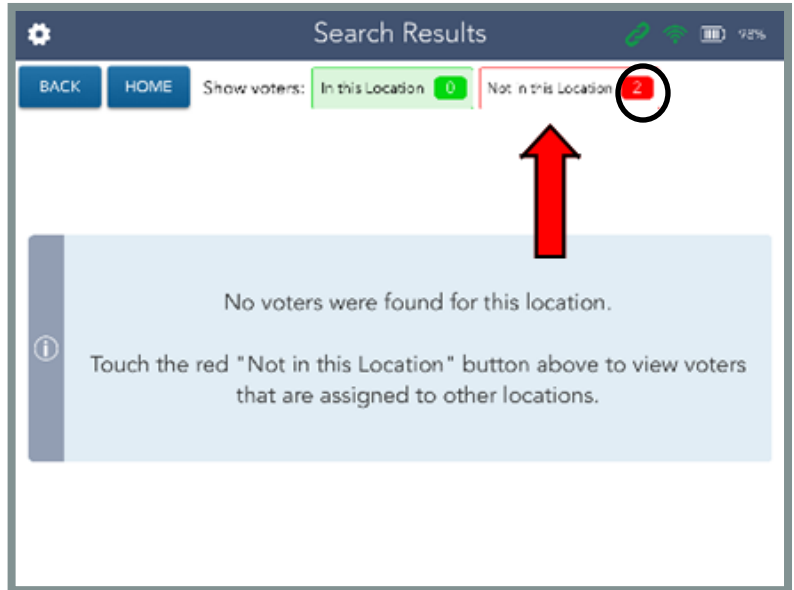 Search Results
98%
BACK HOME Show voters: In this Location 0 Not in this Location 2
No voters were found for this location.
Touch the red "Not in this Location" button above to view voters
that are assigned to other locations.